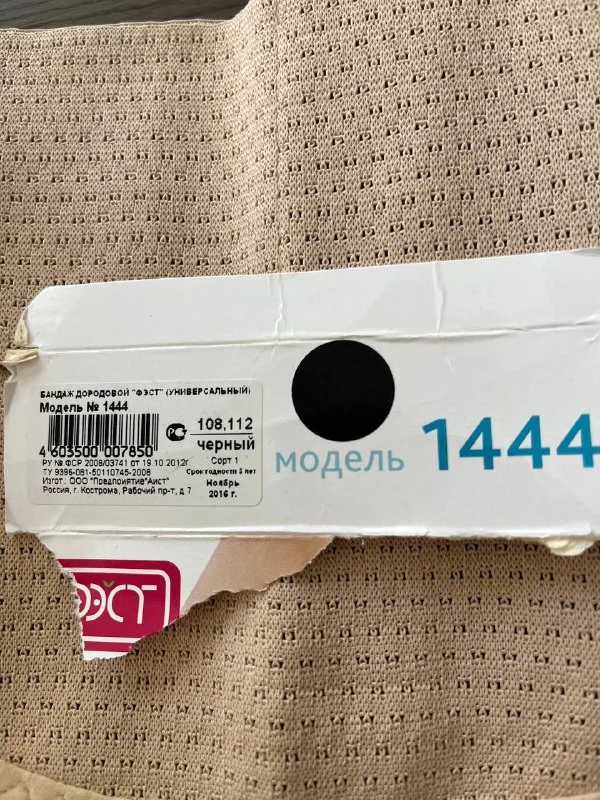 БАНДАЖ ДОРОДОВОЙ "ФЭСТ" (УНИВЕРСАЛЬНЫЙ)
Модель № 1444
4 603500 007850
108,112
черный
РУ № ФСР 2008/03741 от 19.10.2012г
Сорт 1
ТУ 9396-081-50110745-2008
Срок годности 5 лет
Изгот.: ООО "Предприятие"Аист"
Ноябрь
Россия, г. Кострома, Рабочий пр-т, д 7
2016 г.
модель 1444
ФЭСТ